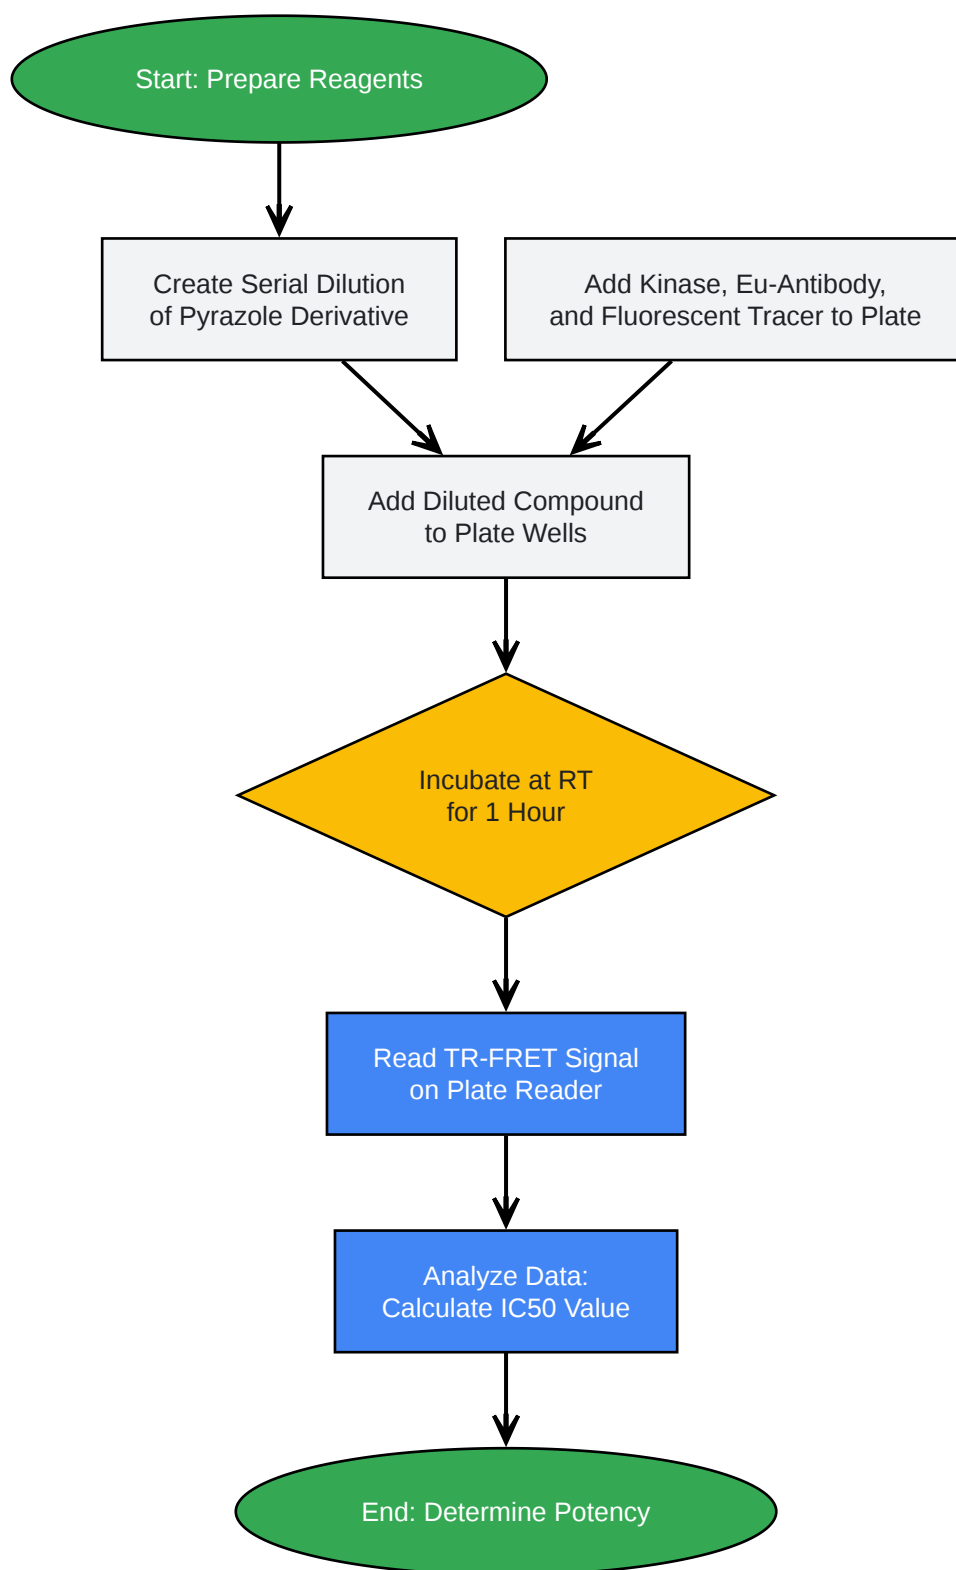 Start: Prepare Reagents
Create Serial Dilution
of Pyrazole Derivative
Add Kinase, Eu-Antibody,
and Fluorescent Tracer to Plate
Add Diluted Compound
to Plate Wells
Incubate at RT
for 1 Hour
Read TR-FRET Signal
on Plate Reader
Analyze Data:
Calculate IC50 Value
End: Determine Potency